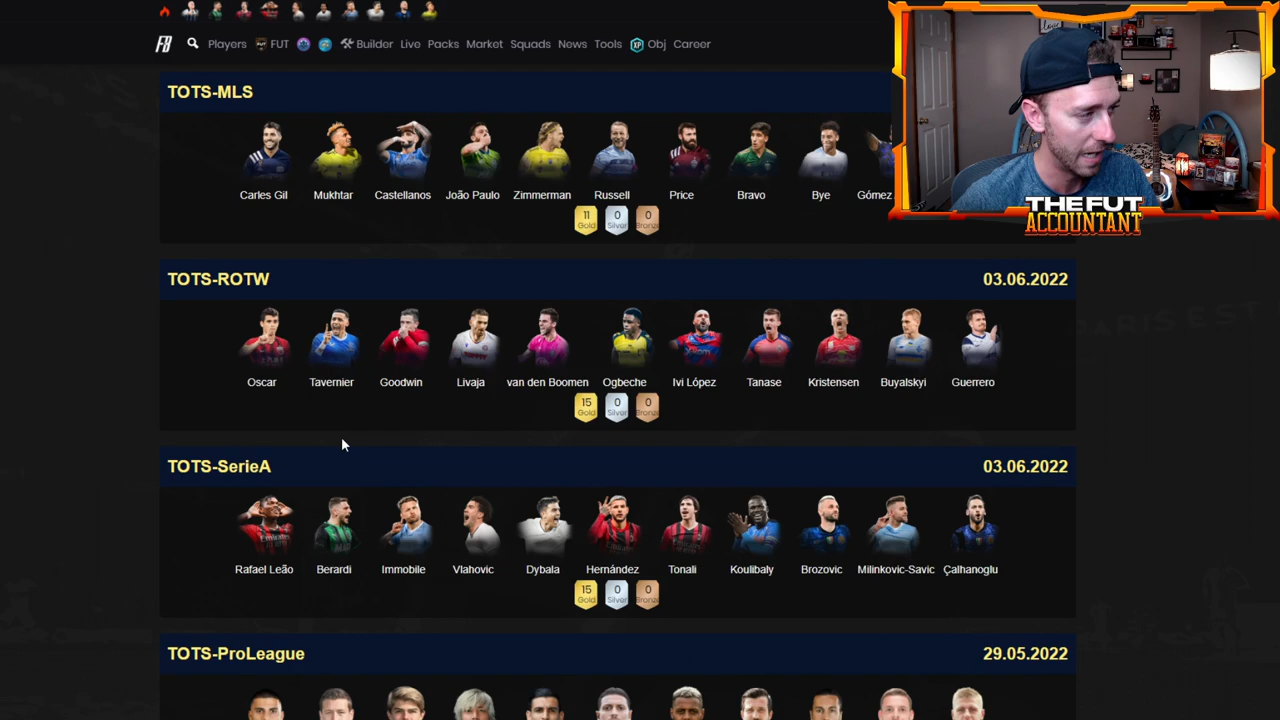 FB Players FUT Builder Live Packs Market Squads News Tools XP Obj Career
TOTS-MLS
Carles Gil Mukhtar Castellanos João Paulo Zimmerman Russell Price Bravo Bye Gómez
11 Gold 0 Silver 0 Bronze
TOTS-ROTW 03.06.2022
Oscar Tavernier Goodwin Livaja van den Boomen Ogbeche Ivi López Tanase Kristensen Buyalskyi Guerrero
15 Gold 0 Silver 0 Bronze
TOTS-SerieA 03.06.2022
Rafael Leão Berardi Immobile Vlahovic Dybala Hernández Tonali Koulibaly Brozovic Milinkovic-Savic Çalhanoglu
15 Gold 0 Silver 0 Bronze
TOTS-ProLeague 29.05.2022
THE FUT
ACCOUNTANT